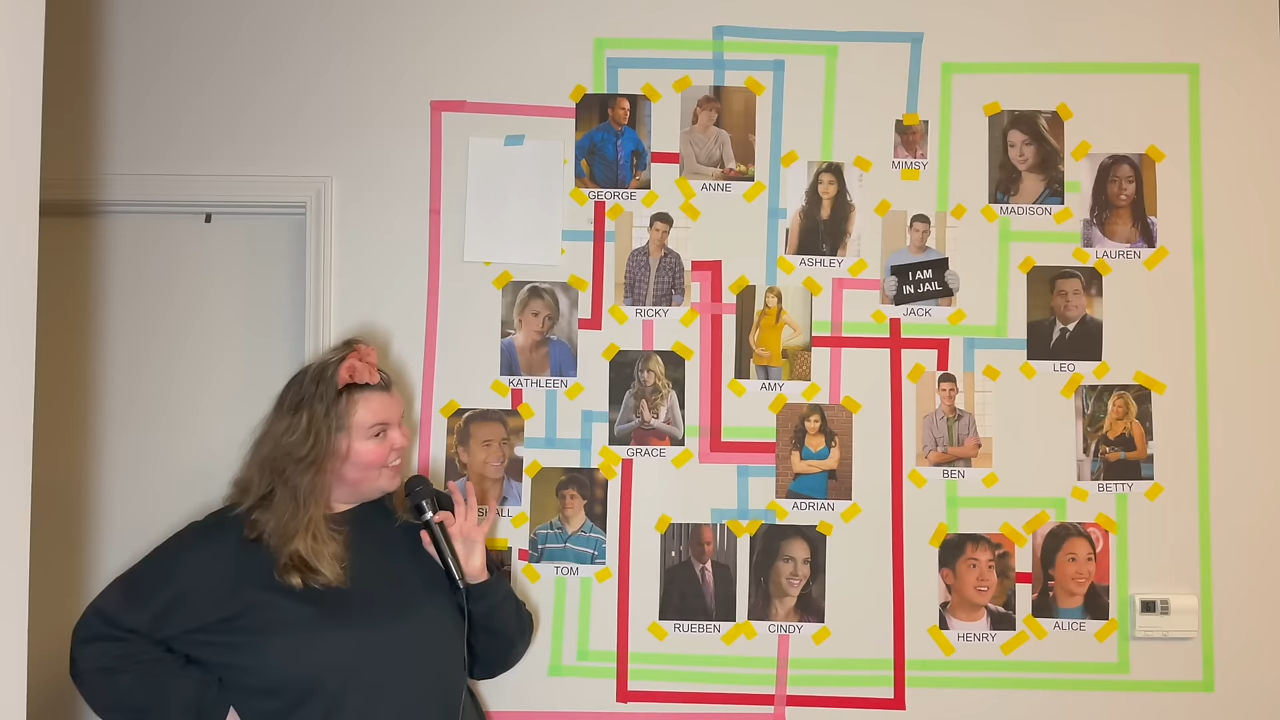 GEORGE
ANNE
MIMSY
MADISON
LAUREN
ASHLEY
RICKY
JACK
I AM
IN JAIL
KATHLEEN
AMY
LEO
GRACE
ADRIAN
BEN
BETTY
SHALL
TOM
RUEBEN
CINDY
HENRY
ALICE